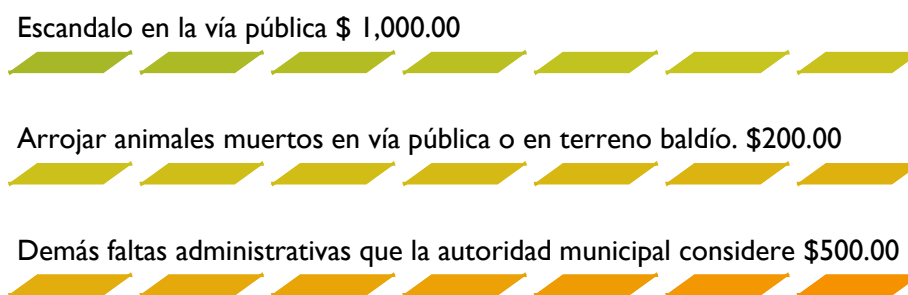 Escandalo en la vía pública $ 1,000.00
Arrojar animales muertos en vía pública o en terreno baldío. $200.00
Demás faltas administrativas que la autoridad municipal considere $500.00